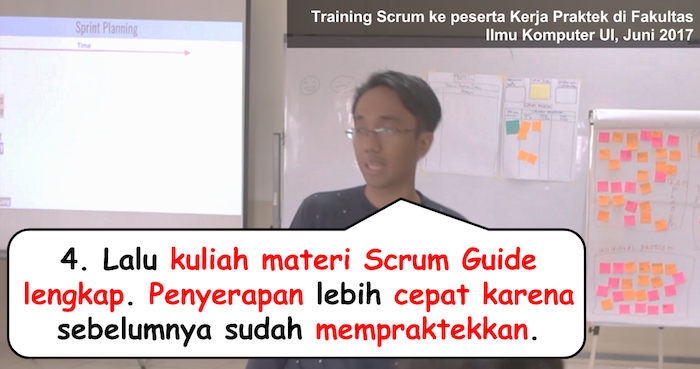 Training Scrum ke peserta Kerja Praktek di Fakultas
Ilmu Komputer UI, Juni 2017
Sprint Planning
Time
4. Lalu kuliah materi Scrum Guide
lengkap. Penyerapan lebih cepat karena
sebelumnya sudah mempraktekkan.